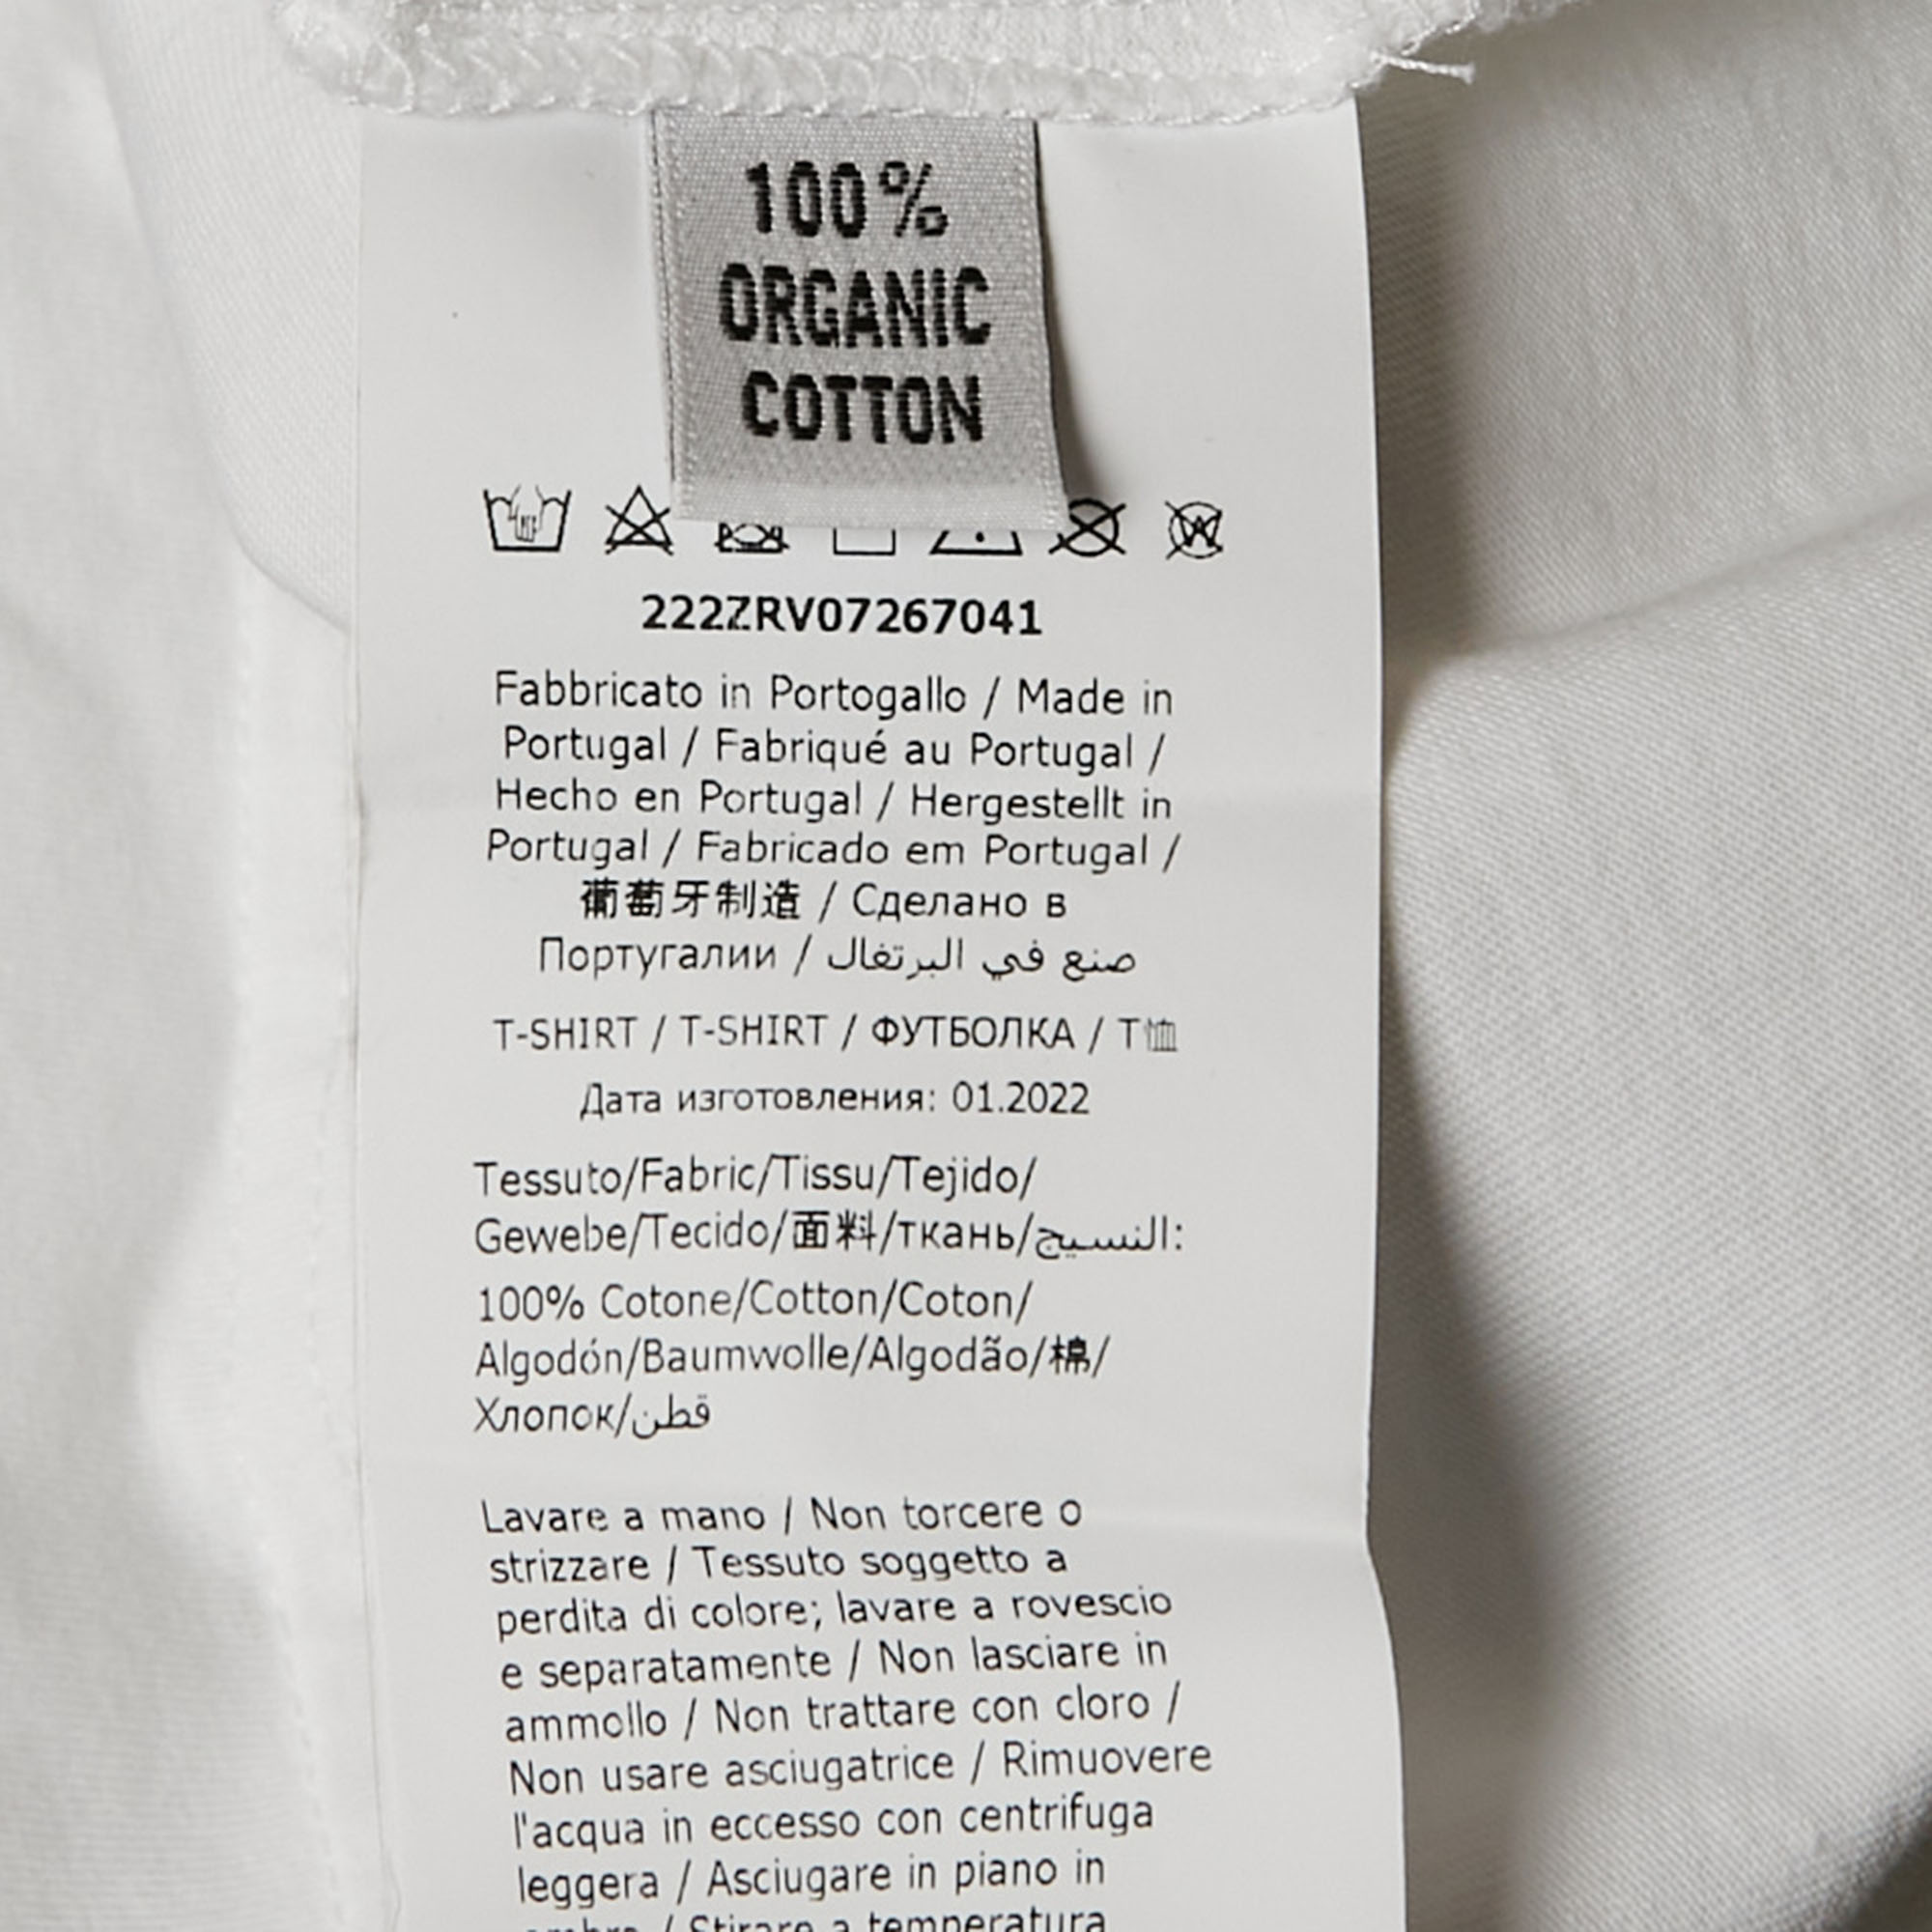 100%
ORGANIC
COTTON
222ZRV07267041
Fabbricato in Portogallo / Made in
Portugal / Fabriqué au Portugal /
Hecho en Portugal / Hergestellt in
Portugal / Fabricado em Portugal /
葡萄牙制造 / Сделано в
Португалии / صنع في البرتغال
T-SHIRT / T-SHIRT / ФУТБОЛКА / T恤
Дата изготовления: 01.2022
Tessuto/Fabric/Tissu/Tejido/
Gewebe/Tecido/面料/ткань/النسيج:
100% Cotone/Cotton/Coton/
Algodón/Baumwolle/Algodão/棉/
Хлопок/قطن
Lavare a mano / Non torcere o
strizzare / Tessuto soggetto a
perdita di colore; lavare a rovescio
e separatamente / Non lasciare in
ammollo / Non trattare con cloro /
Non usare asciugatrice / Rimuovere
l'acqua in eccesso con centrifuga
leggera / Asciugare in piano in
ombra / Stirare a temperatura